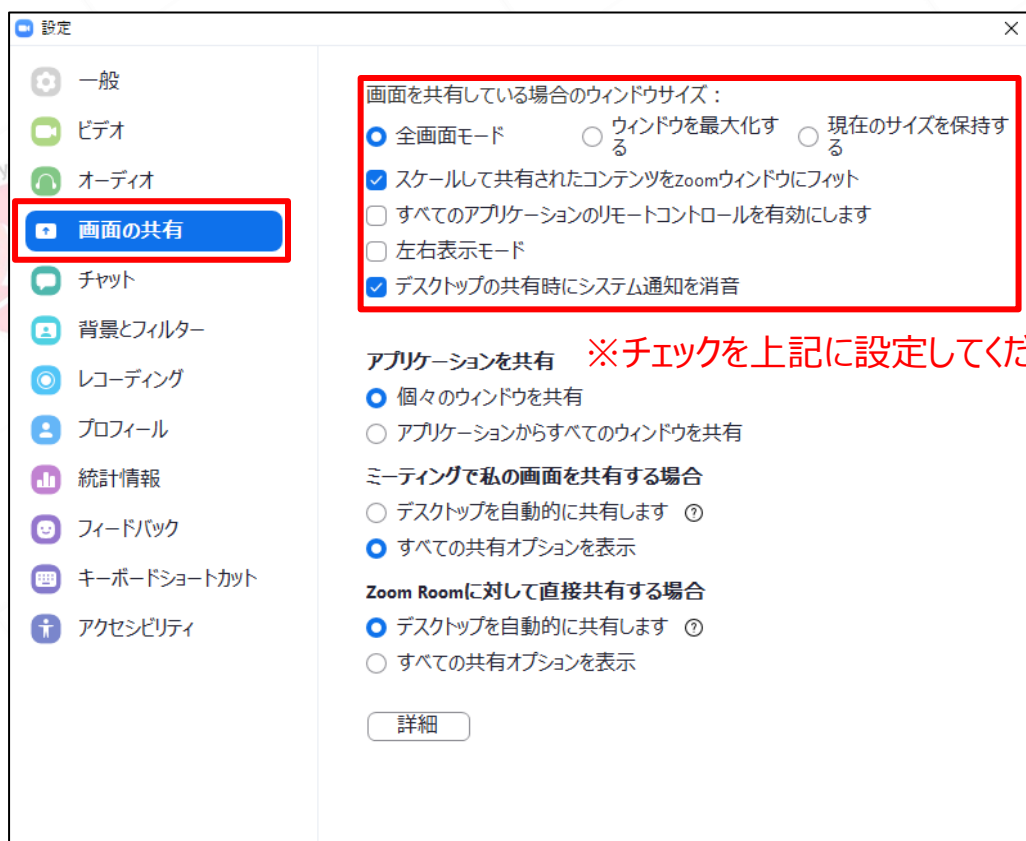 設定
一般
ビデオ
オーディオ
画面の共有
チャット
背景とフィルター
レコーディング
プロフィール
統計情報
フィードバック
キーボードショートカット
アクセシビリティ
画面を共有している場合のウィンドウサイズ：
全画面モード
ウィンドウを最大化す
る
現在のサイズを保持す
る
スケールして共有されたコンテンツをZoomウィンドウにフィット
すべてのアプリケーションのリモートコントロールを有効にします
左右表示モード
デスクトップの共有時にシステム通知を消音
※チェックを上記に設定してくだ
アプリケーションを共有
個々のウィンドウを共有
アプリケーションからすべてのウィンドウを共有
ミーティングで私の画面を共有する場合
デスクトップを自動的に共有します
すべての共有オプションを表示
Zoom Roomに対して直接共有する場合
デスクトップを自動的に共有します
すべての共有オプションを表示
詳細